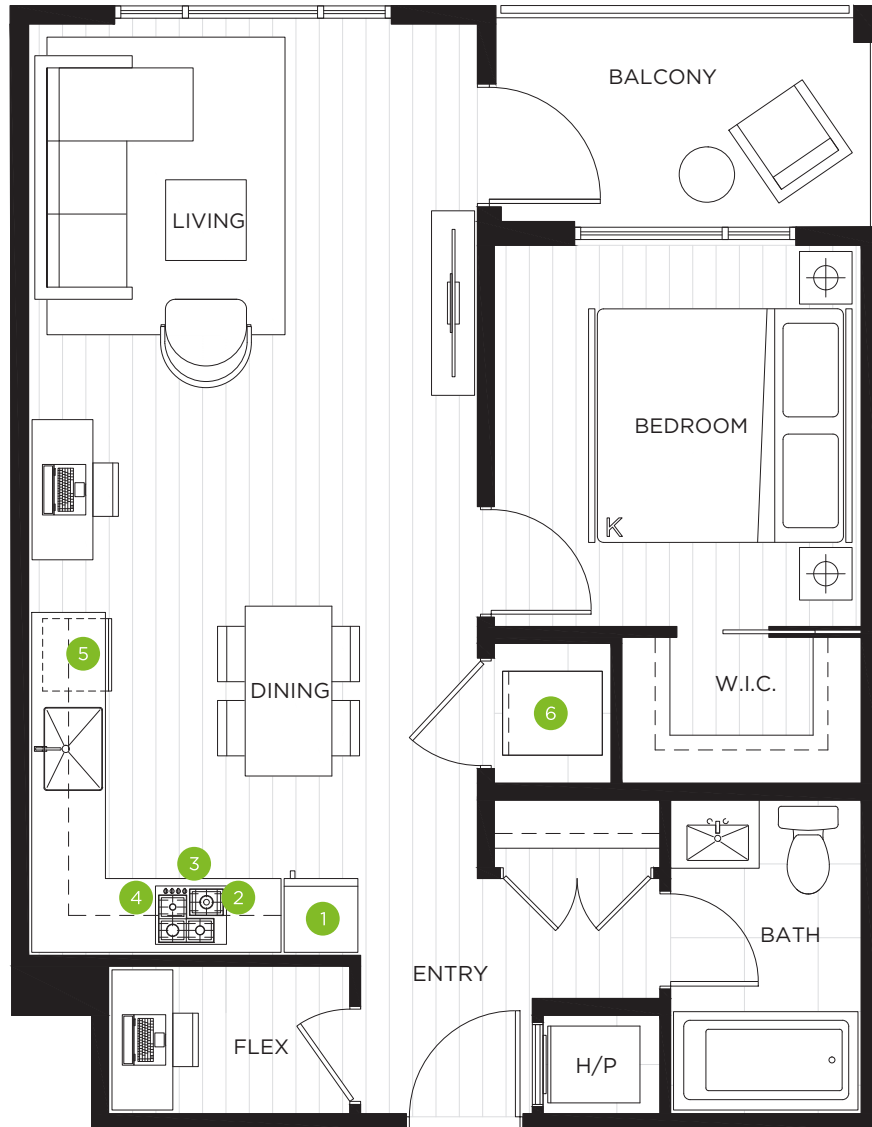 BALCONY
LIVING
BEDROOM
K
5
DINING
W.I.C.
6
3
4
2
1
BATH
ENTRY
FLEX
H/P